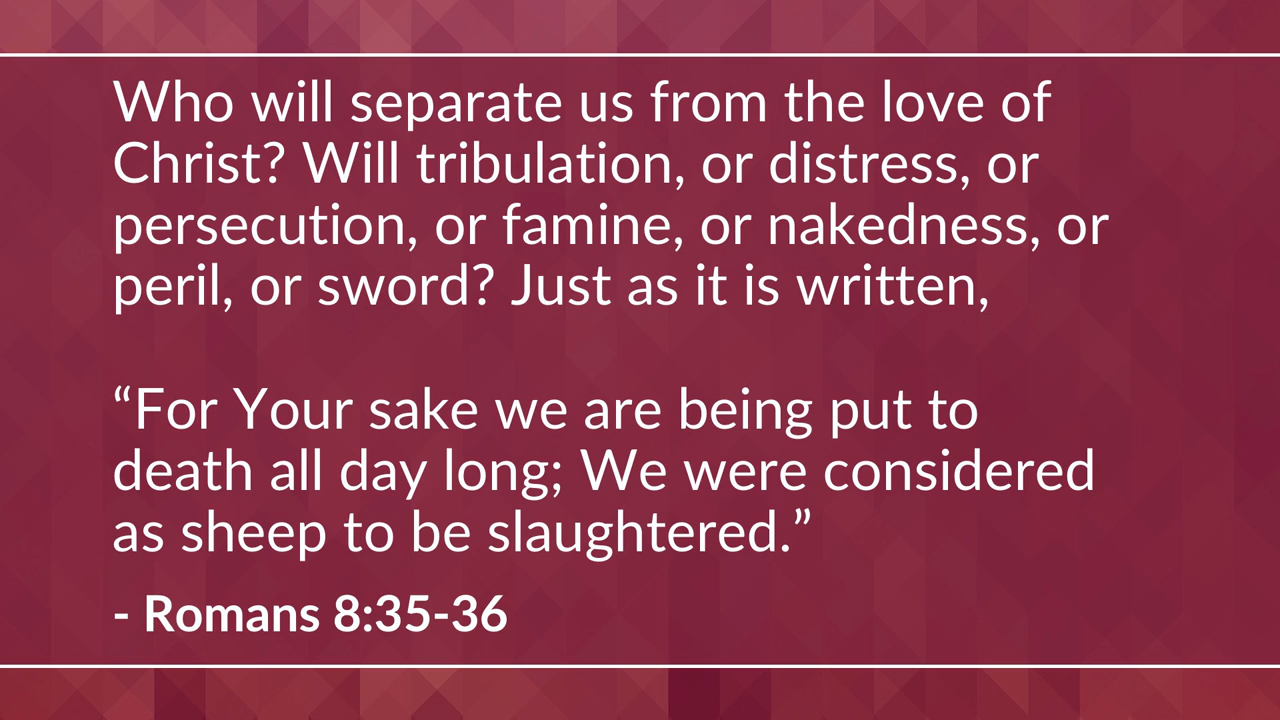 Who will separate us from the love of
Christ? Will tribulation, or distress, or
persecution, or famine, or nakedness, or
peril, or sword? Just as it is written,
“For Your sake we are being put to
death all day long; We were considered
as sheep to be slaughtered.”
- Romans 8:35-36